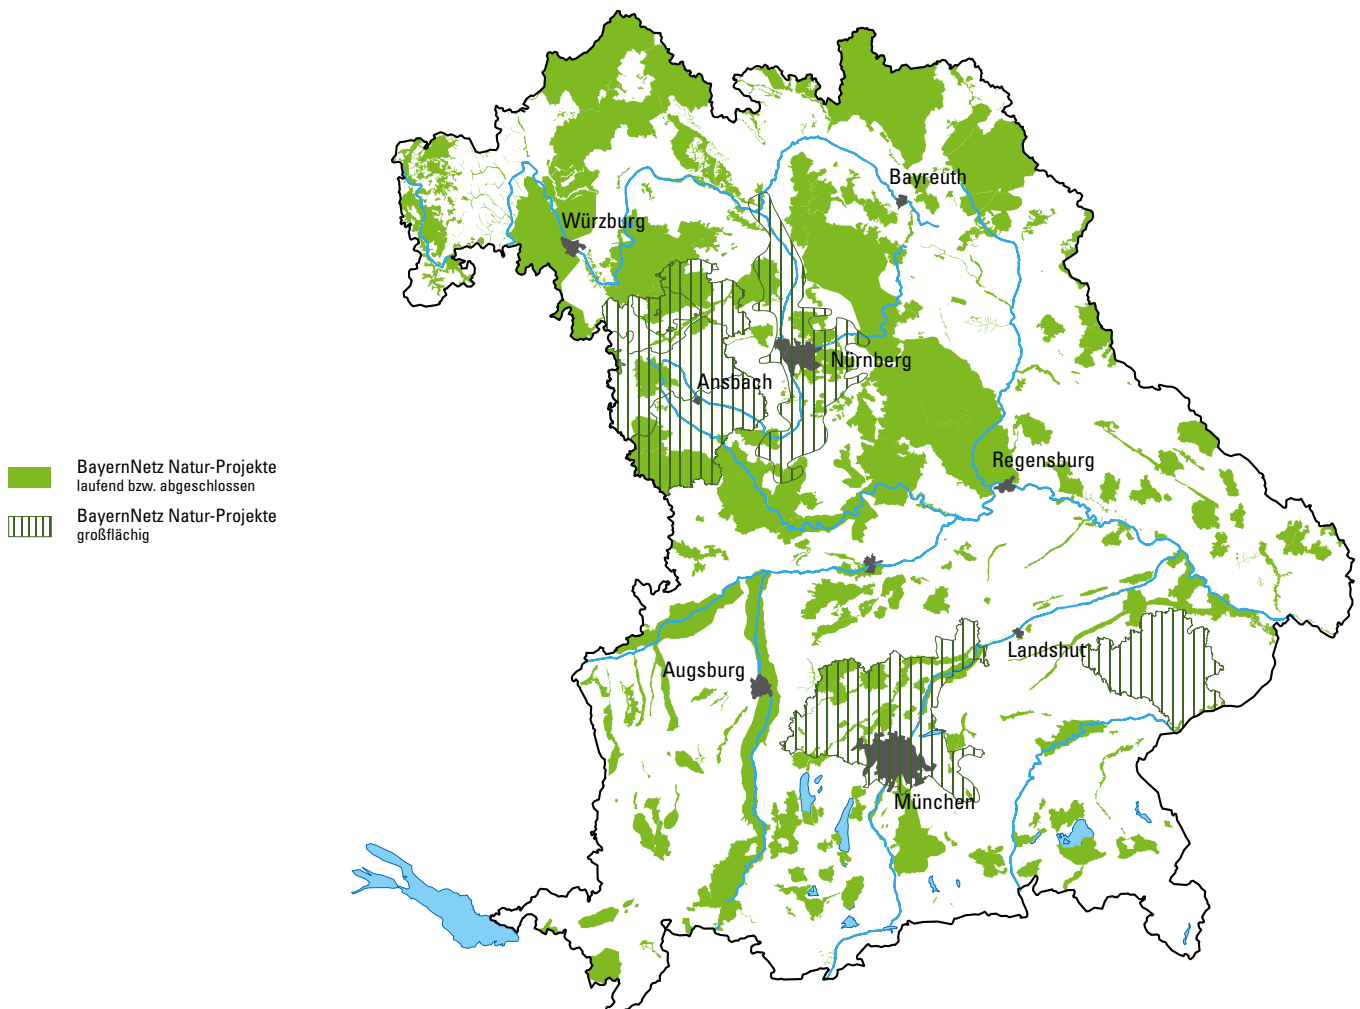 Bayreuth
Würzburg
Nürnberg
Ansbach
Regensburg
BayernNetz Natur-Projekte
laufend bzw. abgeschlossen
BayernNetz Natur-Projekte
großflächig
Landshut
Augsburg
München